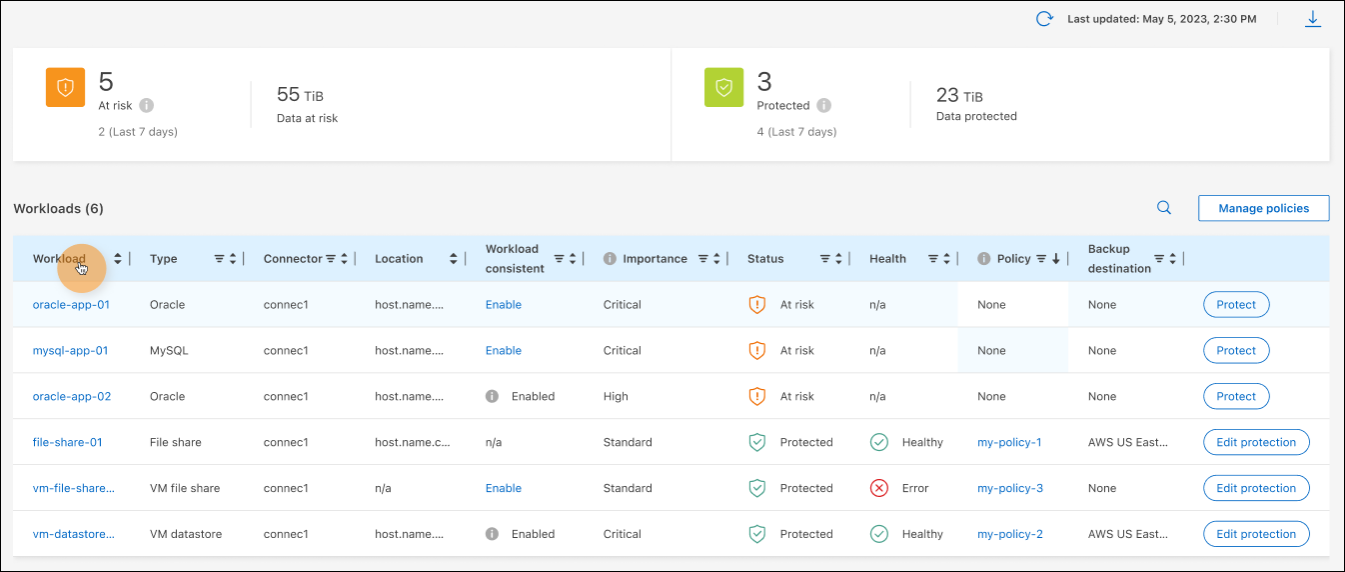 Last updated: May 5, 2023, 2:30 PM
5
At risk
2 (Last 7 days)
55 TiB
Data at risk
3
Protected
4 (Last 7 days)
23 TiB
Data protected
Workloads (6)
Manage policies
Workload Type Connector Location Workload consistent Importance Status Health Policy Backup destination
oracle-app-01 Oracle connec1 host.name.... Enable Critical At risk n/a None None Protect
mysql-app-01 MySQL connec1 host.name.... Enable Critical At risk n/a None None Protect
oracle-app-02 Oracle connec1 host.name.... Enabled High At risk n/a None None Protect
file-share-01 File share connec1 host.name.c... n/a Standard Protected Healthy my-policy-1 AWS US East... Edit protection
vm-file-share... VM file share connec1 n/a Enable Standard Protected Error my-policy-3 None Edit protection
vm-datastore... VM datastore connec1 host.name.... Enabled Critical Protected Healthy my-policy-2 AWS US East... Edit protection